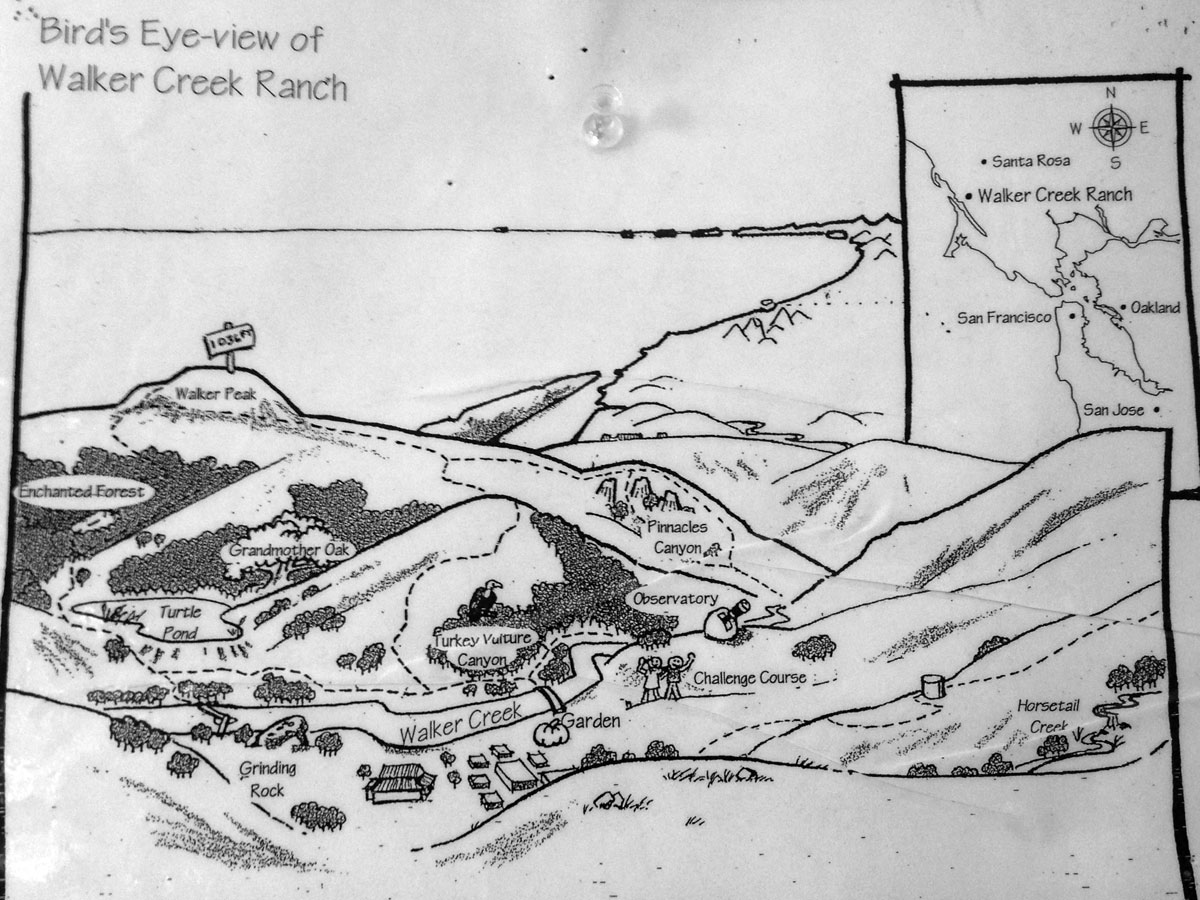 Bird's Eye-view of
Walker Creek Ranch
N
W E
S
Santa Rosa
Walker Creek Ranch
San Francisco
Oakland
San Jose
1036 FT
Walker Peak
Enchanted Forest
Grandmother Oak
Pinnacles
Canyon
Turtle
Pond
Observatory
Turkey Vulture
Canyon
Challenge Course
Walker Creek
Garden
Horsetail
Creek
Grinding
Rock